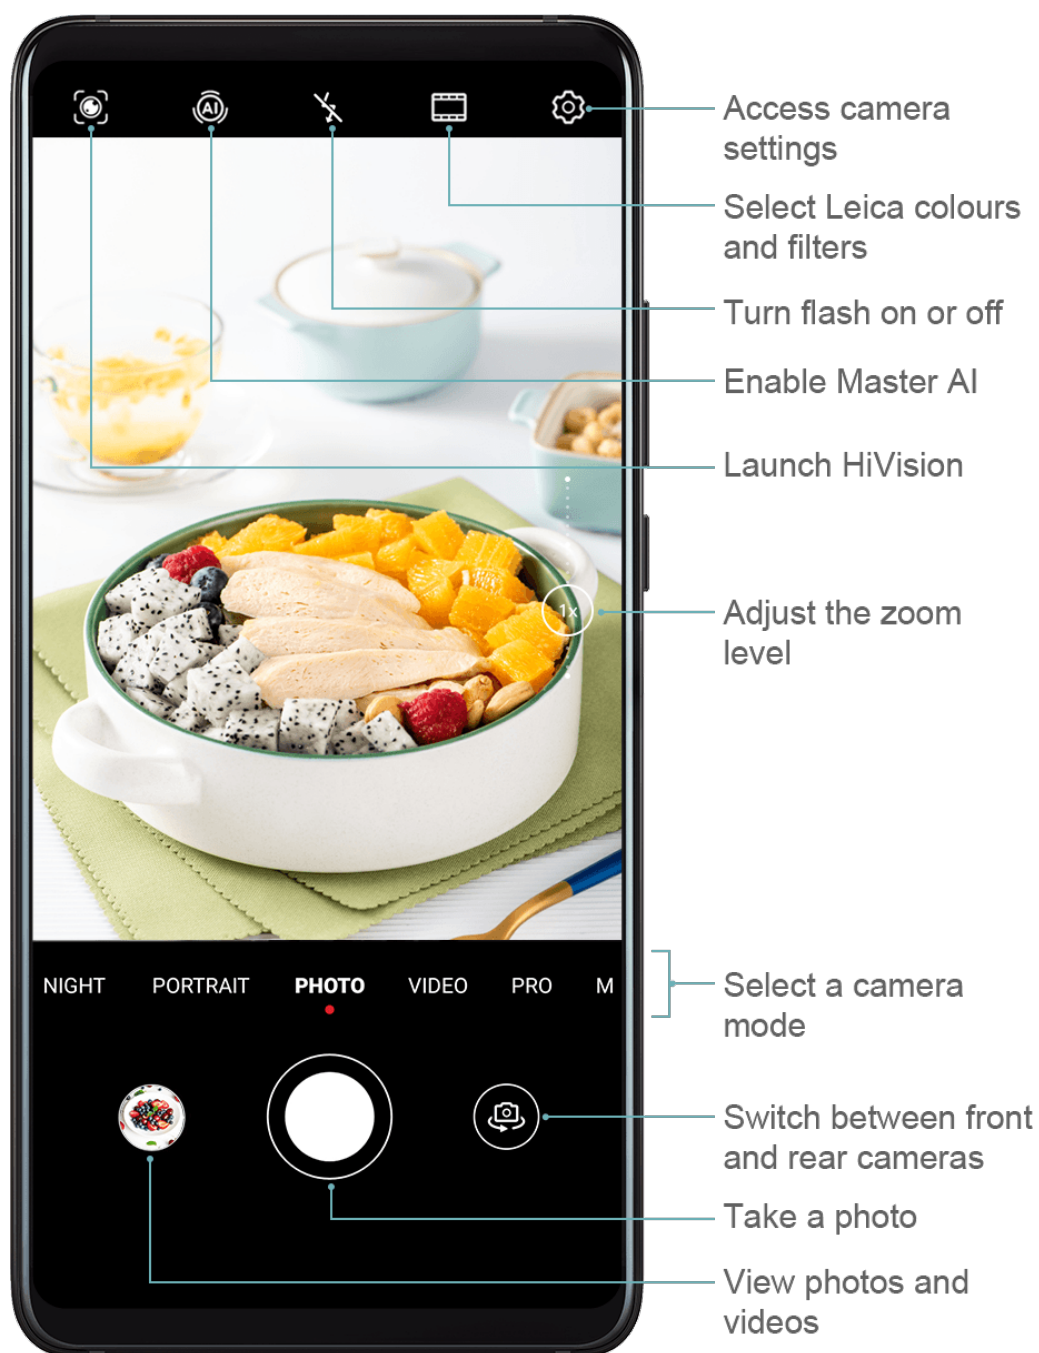 AI
Access camera
settings
Select Leica colours
and filters
Turn flash on or off
Enable Master AI
Launch HiVision
1x
Adjust the zoom
level
NIGHT PORTRAIT PHOTO VIDEO PRO M
Select a camera
mode
Switch between front
and rear cameras
Take a photo
View photos and
videos